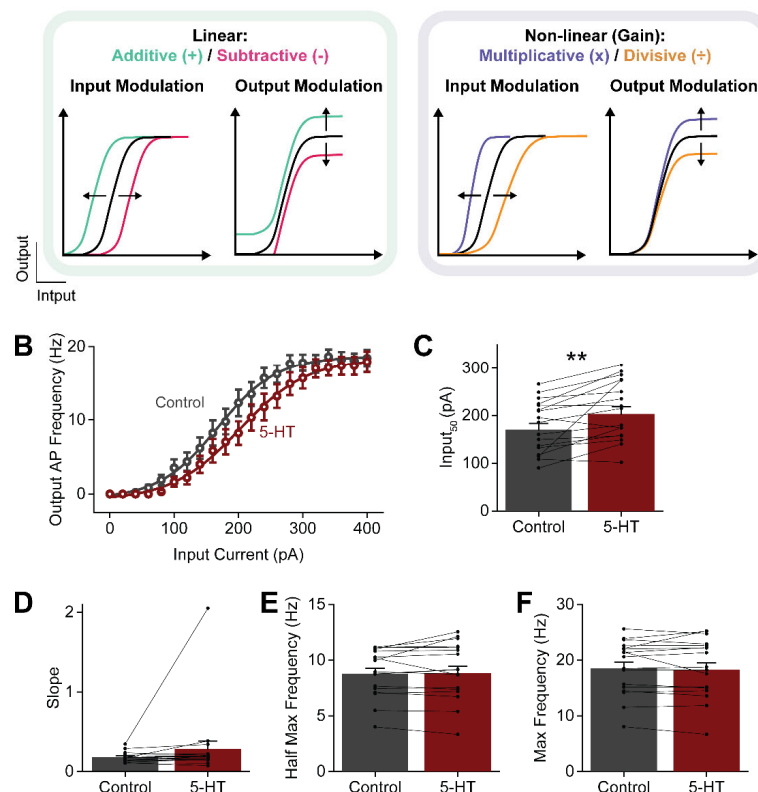 Linear:
Additive (+) / Subtractive (-)
Input Modulation
Output Modulation
Non-linear (Gain):
Multiplicative (x) / Divisive (÷)
Input Modulation
Output Modulation
Output
Intput
B
Output AP Frequency (Hz)
20
10
0
Control
5-HT
0
100
200
300
400
Input Current (pA)
C
Input50 (pA)
300
200
100
0
**
Control
5-HT
D
Slope
2
1
0
Control
5-HT
E
Half Max Frequency (Hz)
15
10
5
0
Control
5-HT
F
Max Frequency (Hz)
30
20
10
0
Control
5-HT